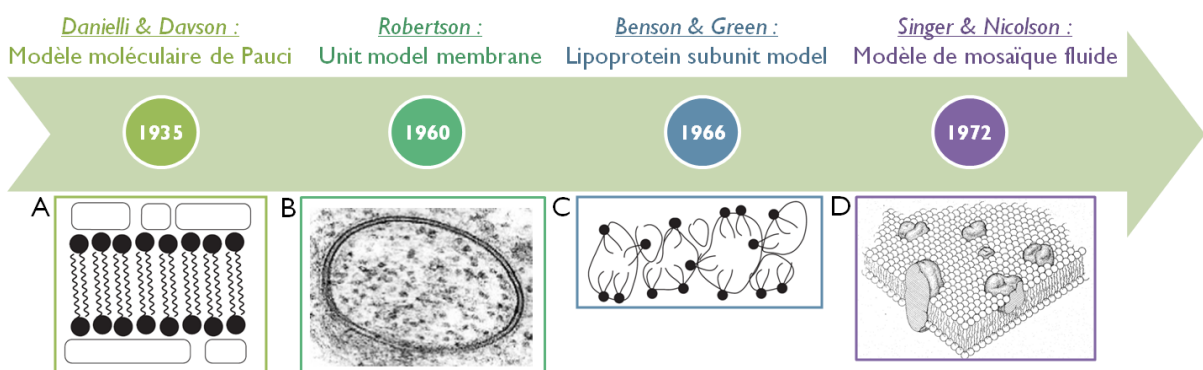 Danielli & Davson :
Modèle moléculaire de Pauci
Robertson :
Unit model membrane
Benson & Green :
Lipoprotein subunit model
Singer & Nicolson :
Modèle de mosaïque fluide
1935
1960
1966
1972
A
B
C
D